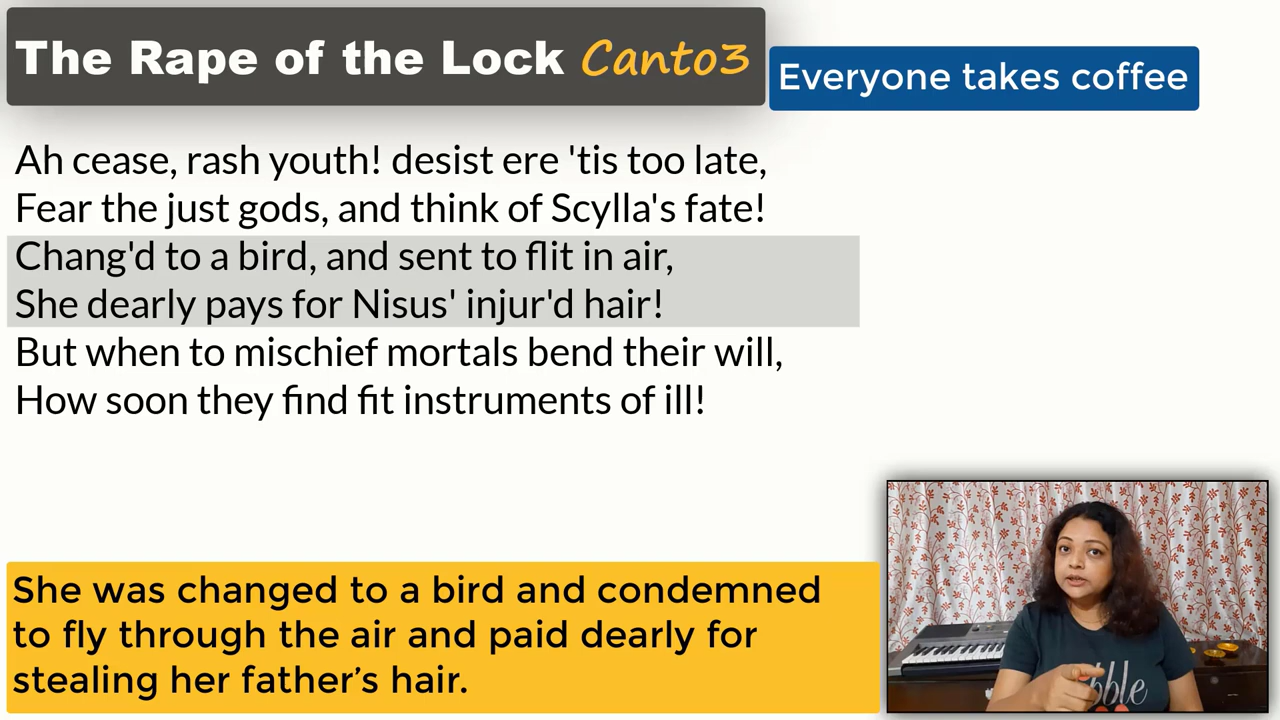 The Rape of the Lock Canto3
Everyone takes coffee
Ah cease, rash youth! desist ere 'tis too late,
Fear the just gods, and think of Scylla's fate!
Chang'd to a bird, and sent to flit in air,
She dearly pays for Nisus' injur'd hair!
But when to mischief mortals bend their will,
How soon they find fit instruments of ill!
She was changed to a bird and condemned
to fly through the air and paid dearly for
stealing her father’s hair.